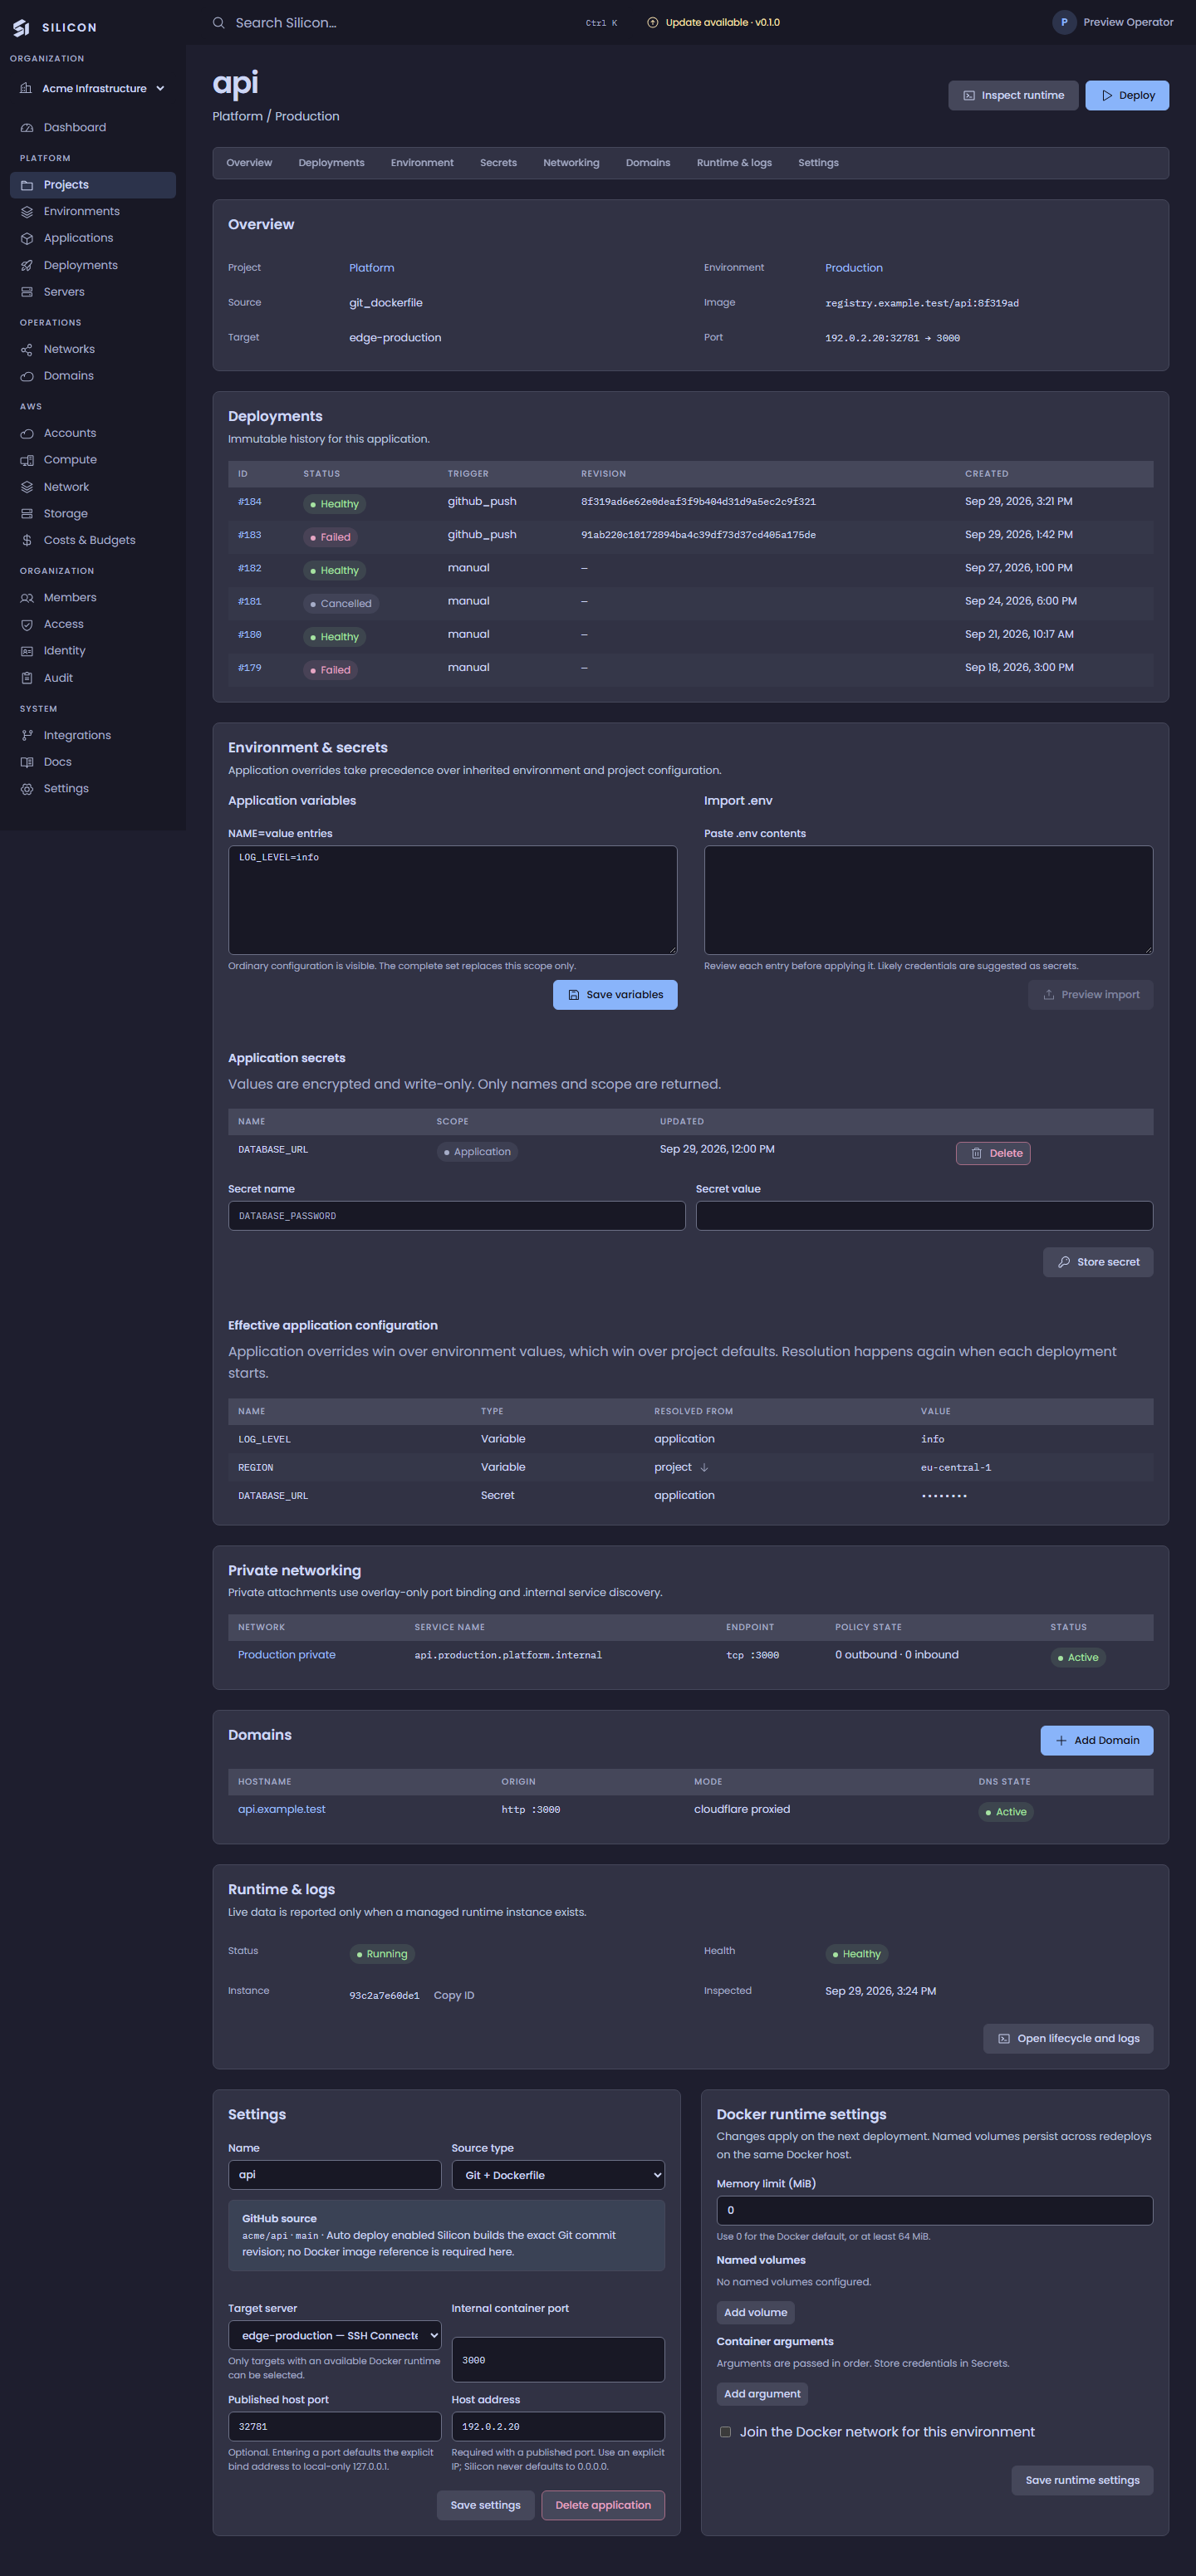 SILICON
Search Silicon...
Ctrl K
Update available · v0.1.0
P
Preview Operator
ORGANIZATION
Acme Infrastructure
Dashboard
PLATFORM
Projects
Environments
Applications
Deployments
Servers
OPERATIONS
Networks
Domains
AWS
Accounts
Compute
Network
Storage
Costs & Budgets
ORGANIZATION
Members
Access
Identity
Audit
SYSTEM
Integrations
Docs
Settings
api
Platform / Production
Inspect runtime
Deploy
Overview Deployments Environment Secrets Networking Domains Runtime & logs Settings
Overview
Project Platform Environment Production
Source git_dockerfile Image registry.example.test/api:8f319ad
Target edge-production Port 192.0.2.20:32781 → 3000
Deployments
Immutable history for this application.
ID STATUS TRIGGER REVISION CREATED
#184 Healthy github_push 8f319ad6e62e0deaf3f9b404d31d9a5ec2c9f321 Sep 29, 2026, 3:21 PM
#183 Failed github_push 91ab220c10172894ba4c39df73d37cd405a175de Sep 29, 2026, 1:42 PM
#182 Healthy manual — Sep 27, 2026, 1:00 PM
#181 Cancelled manual — Sep 24, 2026, 6:00 PM
#180 Healthy manual — Sep 21, 2026, 10:17 AM
#179 Failed manual — Sep 18, 2026, 3:00 PM
Environment & secrets
Application overrides take precedence over inherited environment and project configuration.
Application variables
NAME=value entries
LOG_LEVEL=info
Ordinary configuration is visible. The complete set replaces this scope only.
Save variables
Import .env
Paste .env contents
Review each entry before applying it. Likely credentials are suggested as secrets.
Preview import
Application secrets
Values are encrypted and write-only. Only names and scope are returned.
NAME SCOPE UPDATED
DATABASE_URL Application Sep 29, 2026, 12:00 PM Delete
Secret name Secret value
DATABASE_PASSWORD
Store secret
Effective application configuration
Application overrides win over environment values, which win over project defaults. Resolution happens again when each deployment
starts.
NAME TYPE RESOLVED FROM VALUE
LOG_LEVEL Variable application info
REGION Variable project ↓ eu-central-1
DATABASE_URL Secret application ••••••••
Private networking
Private attachments use overlay-only port binding and .internal service discovery.
NETWORK SERVICE NAME ENDPOINT POLICY STATE STATUS
Production private api.production.platform.internal tcp :3000 0 outbound · 0 inbound Active
Domains
Add Domain
HOSTNAME ORIGIN MODE DNS STATE
api.example.test http :3000 cloudflare proxied Active
Runtime & logs
Live data is reported only when a managed runtime instance exists.
Status Running Health Healthy
Instance 93c2a7e60de1 Copy ID Inspected Sep 29, 2026, 3:24 PM
Open lifecycle and logs
Settings
Name Source type
api Git + Dockerfile
GitHub source
acme/api · main · Auto deploy enabled Silicon builds the exact Git commit
revision; no Docker image reference is required here.
Target server Internal container port
edge-production — SSH Connecte 3000
Only targets with an available Docker runtime
can be selected.
Published host port Host address
32781 192.0.2.20
Optional. Entering a port defaults the explicit
bind address to local-only 127.0.0.1.
Required with a published port. Use an explicit
IP; Silicon never defaults to 0.0.0.0.
Save settings Delete application
Docker runtime settings
Changes apply on the next deployment. Named volumes persist across redeploys
on the same Docker host.
Memory limit (MiB)
0
Use 0 for the Docker default, or at least 64 MiB.
Named volumes
No named volumes configured.
Add volume
Container arguments
Arguments are passed in order. Store credentials in Secrets.
Add argument
Join the Docker network for this environment
Save runtime settings